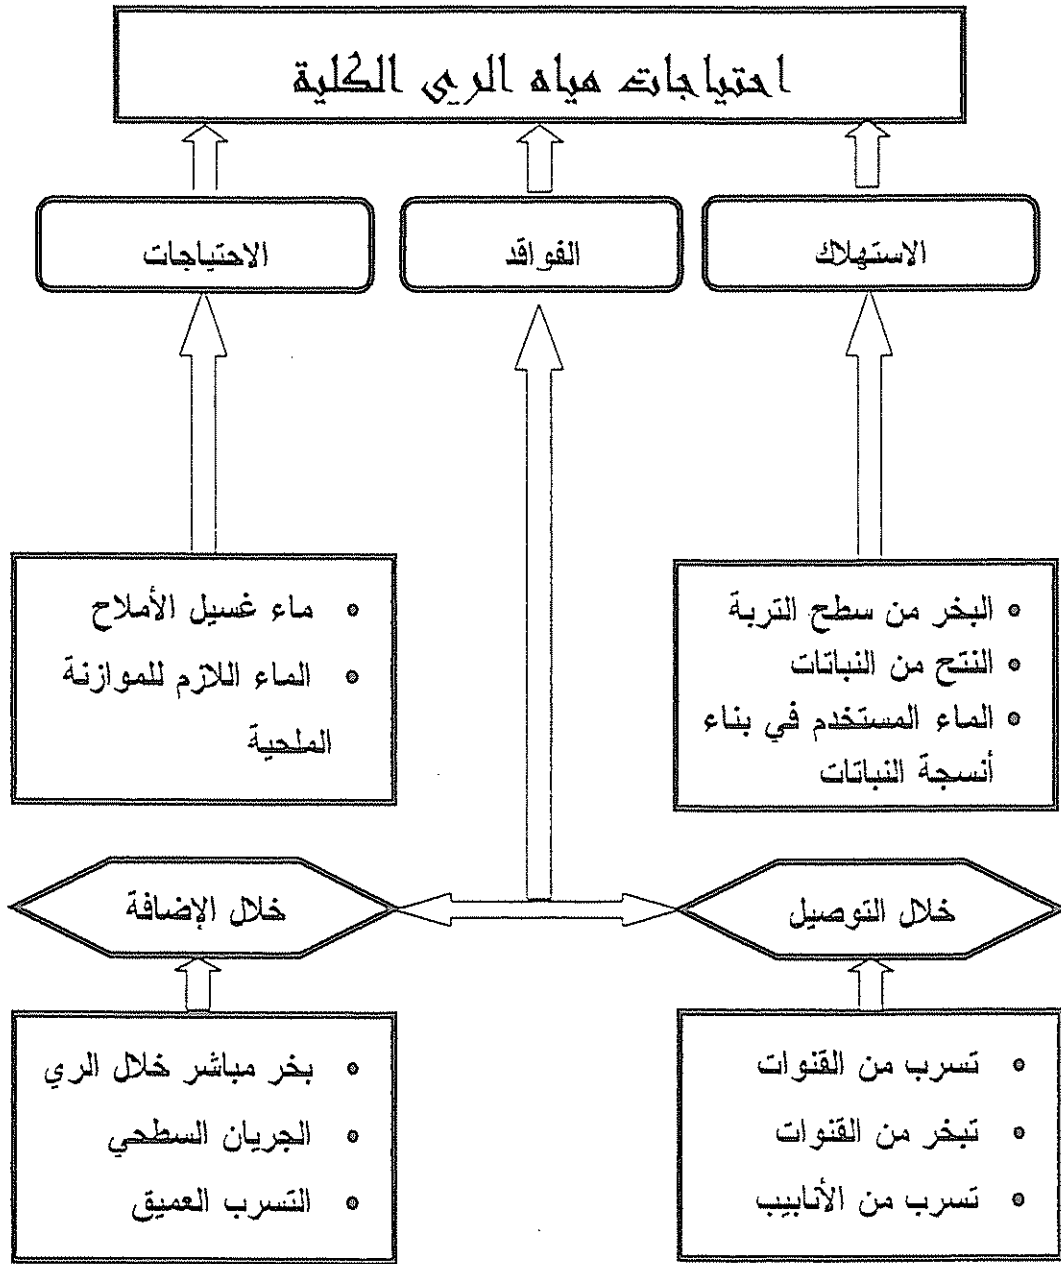 احتياجات مياه الري الكلية
الاستهلاك
الفواقد
الاحتياجات
• البخر من سطح التربة
• النتح من النباتات
• الماء المستخدم في بناء
أنسجة النباتات
• ماء غسيل الأملاح
• الماء اللازم للموازنة
الملحية
خلال التوصيل
خلال الإضافة
• تسرب من القنوات
• تبخر من القنوات
• تسرب من الأنابيب
• بخر مباشر خلال الري
• الجريان السطحي
• التسرب العميق